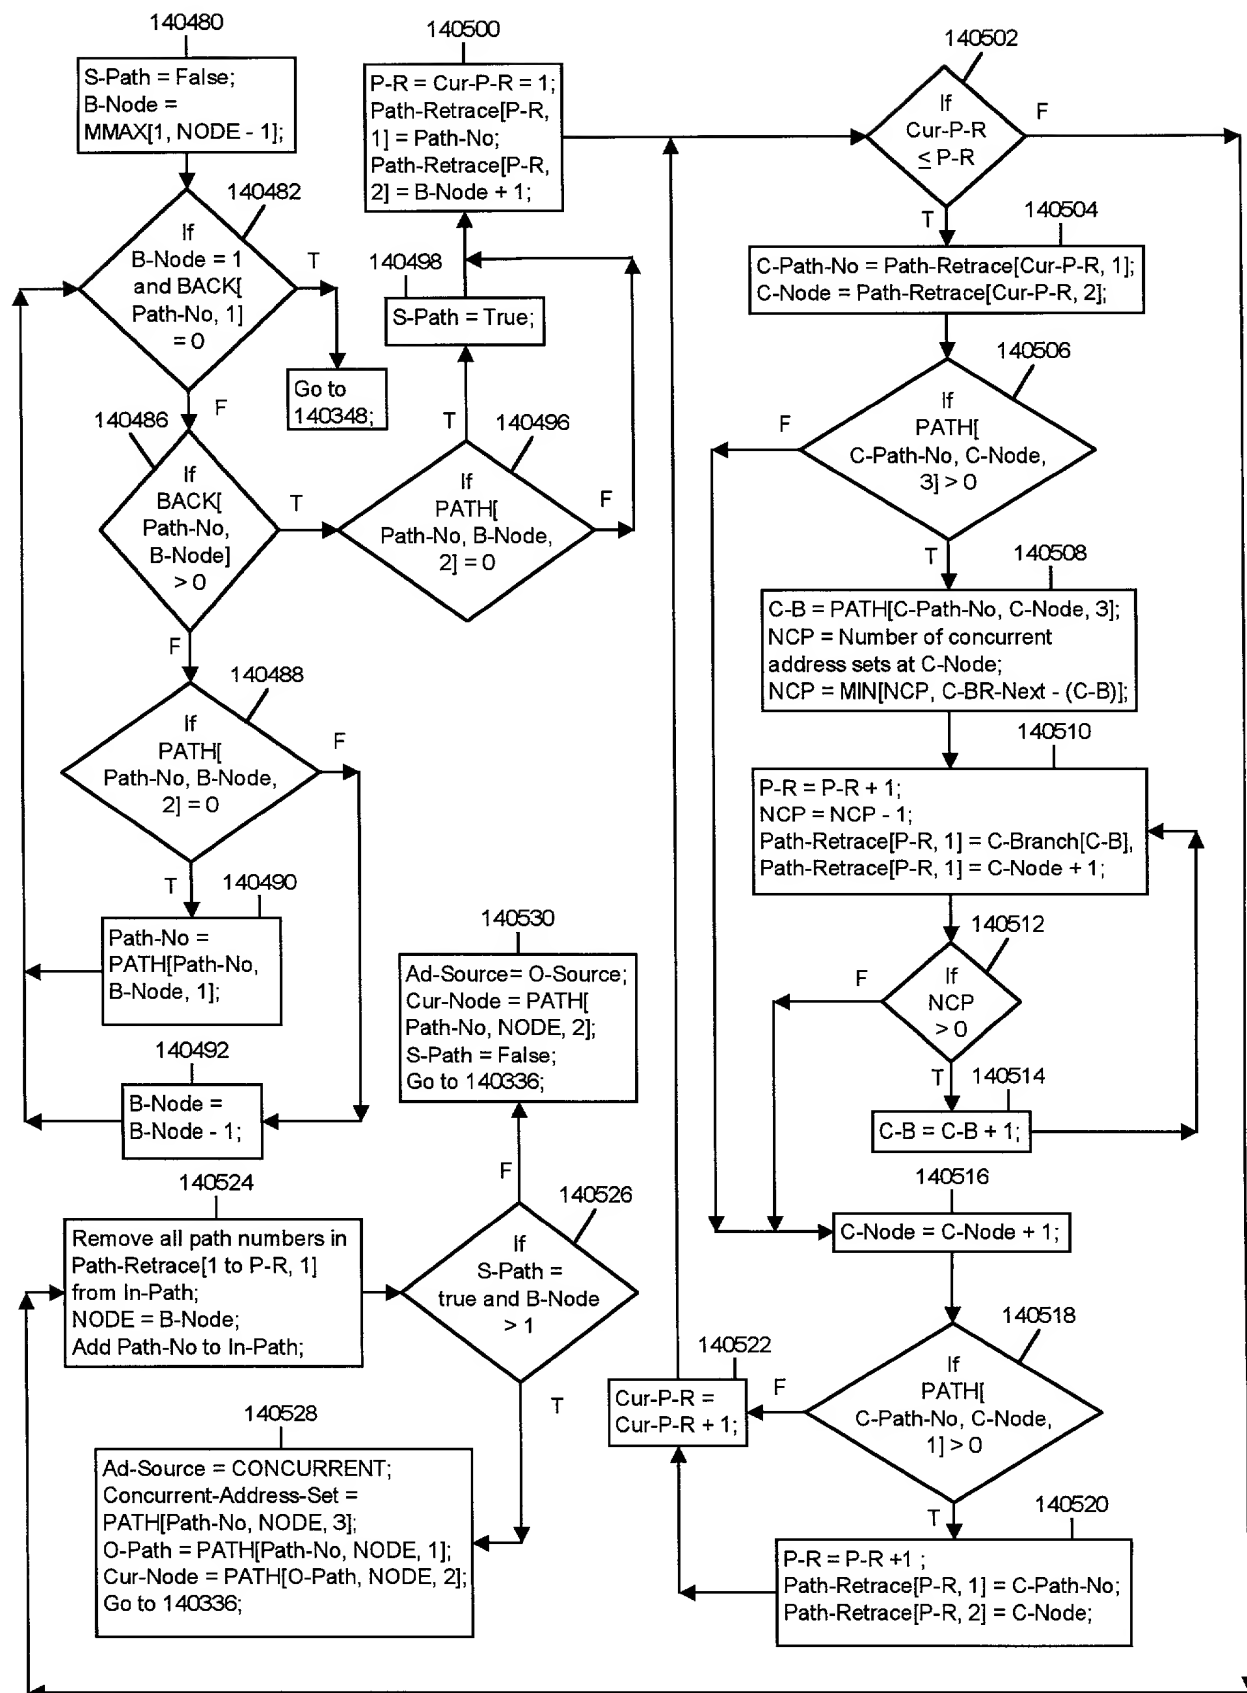 140480
S-Path = False;
B-Node =
MMAX[1, NODE - 1];
140482
If
B-Node = 1
and BACK[
Path-No, 1]
= 0
T
F
Go to
140348;
140486
If
BACK[
Path-No,
B-Node]
> 0
T
F
140488
If
PATH[
Path-No, B-Node,
2] = 0
F
T
140490
Path-No =
PATH[Path-No,
B-Node, 1];
140492
B-Node =
B-Node - 1;
140496
If
PATH[
Path-No, B-Node,
2] = 0
T
F
140498
S-Path = True;
140500
P-R = Cur-P-R = 1;
Path-Retrace[P-R,
1] = Path-No;
Path-Retrace[P-R,
2] = B-Node + 1;
140502
If
Cur-P-R
≤ P-R
F
T
140504
C-Path-No = Path-Retrace[Cur-P-R, 1];
C-Node = Path-Retrace[Cur-P-R, 2];
140506
If
PATH[
C-Path-No, C-Node,
3] > 0
F
T
140508
C-B = PATH[C-Path-No, C-Node, 3];
NCP = Number of concurrent
address sets at C-Node;
NCP = MIN[NCP, C-BR-Next - (C-B)];
140510
P-R = P-R + 1;
NCP = NCP - 1;
Path-Retrace[P-R, 1] = C-Branch[C-B],
Path-Retrace[P-R, 1] = C-Node + 1;
140512
If
NCP
> 0
F
T
140514
C-B = C-B + 1;
140516
C-Node = C-Node + 1;
140518
If
PATH[
C-Path-No, C-Node,
1] > 0
F
T
140520
P-R = P-R +1 ;
Path-Retrace[P-R, 1] = C-Path-No;
Path-Retrace[P-R, 2] = C-Node;
140522
Cur-P-R =
Cur-P-R + 1;
140524
Remove all path numbers in
Path-Retrace[1 to P-R, 1]
from In-Path;
NODE = B-Node;
Add Path-No to In-Path;
140526
If
S-Path =
true and B-Node
> 1
F
T
140528
Ad-Source = CONCURRENT;
Concurrent-Address-Set =
PATH[Path-No, NODE, 3];
O-Path = PATH[Path-No, NODE, 1];
Cur-Node = PATH[O-Path, NODE, 2];
Go to 140336;
140530
Ad-Source= O-Source;
Cur-Node = PATH[
Path-No, NODE, 2];
S-Path = False;
Go to 140336;